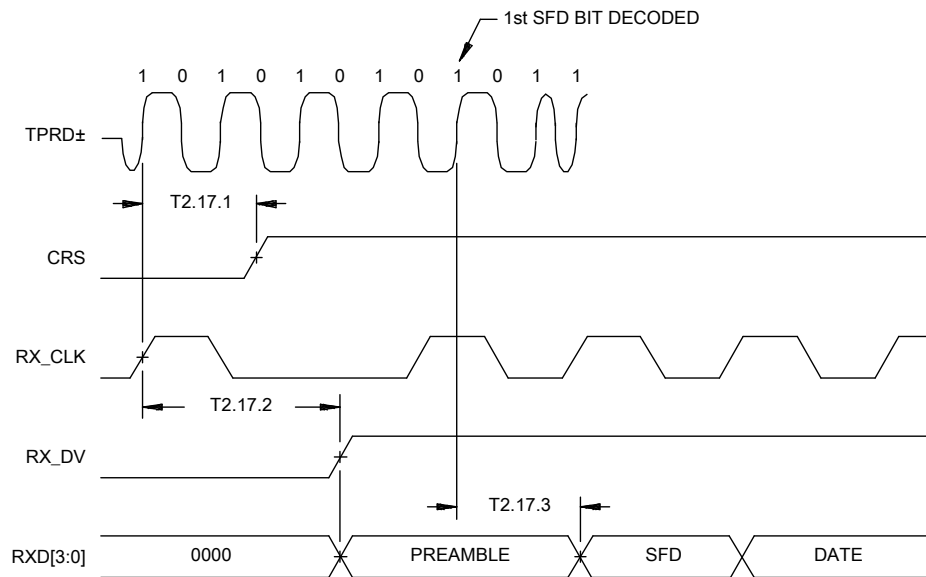 1st SFD BIT DECODED
1 0 1 0 1 0 1 0 1 0 1 1
TPRD±
T2.17.1
CRS
RX_CLK
T2.17.2
RX_DV
T2.17.3
RXD[3:0] 0000 PREAMBLE SFD DATE